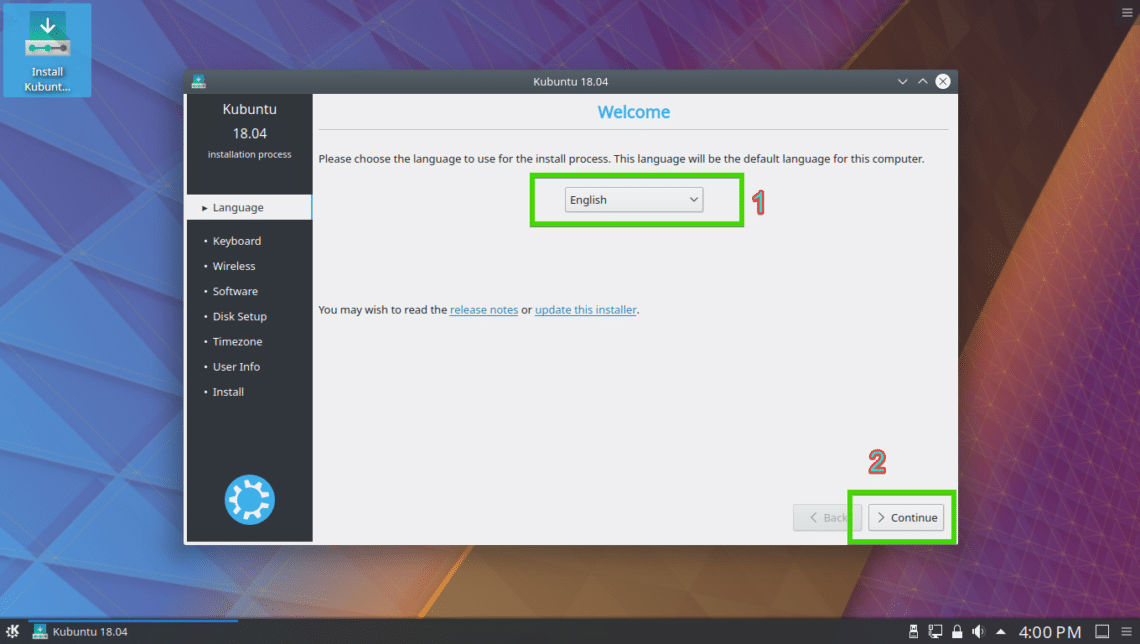 Install
Kubunt...
Kubuntu 18.04
Kubuntu
18.04
installation process
Language
Keyboard
Wireless
Software
Disk Setup
Timezone
User Info
Install
Welcome
Please choose the language to use for the install process. This language will be the default language for this computer.
English
1
You may wish to read the release notes or update this installer.
2
Back
Continue
Kubuntu 18.04
4:00 PM